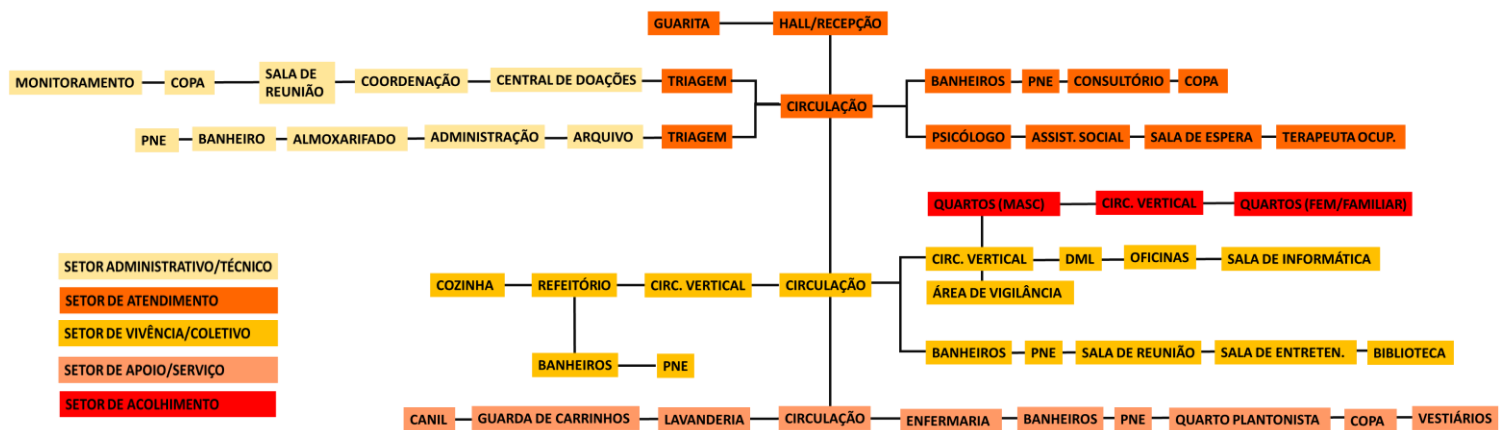 GUARITA
HALL/RECEPÇÃO
MONITORAMENTO
COPA
SALA DE
REUNIÃO
COORDENAÇÃO
CENTRAL DE DOAÇÕES
TRIAGEM
BANHEIROS
PNE
CONSULTÓRIO
COPA
CIRCULAÇÃO
PNE
BANHEIRO
ALMOXARIFADO
ADMINISTRAÇÃO
ARQUIVO
TRIAGEM
PSICÓLOGO
ASSIST. SOCIAL
SALA DE ESPERA
TERAPEUTA OCUP.
QUARTOS (MASC)
CIRC. VERTICAL
QUARTOS (FEM/FAMILIAR)
CIRC. VERTICAL
DML
OFICINAS
SALA DE INFORMÁTICA
COZINHA
REFEITÓRIO
CIRC. VERTICAL
CIRCULAÇÃO
ÁREA DE VIGILÂNCIA
BANHEIROS
PNE
SALA DE REUNIÃO
SALA DE ENTRETEN.
BIBLIOTECA
BANHEIROS
PNE
CANIL
GUARDA DE CARRINHOS
LAVANDERIA
CIRCULAÇÃO
ENFERMARIA
BANHEIROS
PNE
QUARTO PLANTONISTA
COPA
VESTIÁRIOS
SETOR ADMINISTRATIVO/TÉCNICO
SETOR DE ATENDIMENTO
SETOR DE VIVÊNCIA/COLETIVO
SETOR DE APOIO/SERVIÇO
SETOR DE ACOLHIMENTO